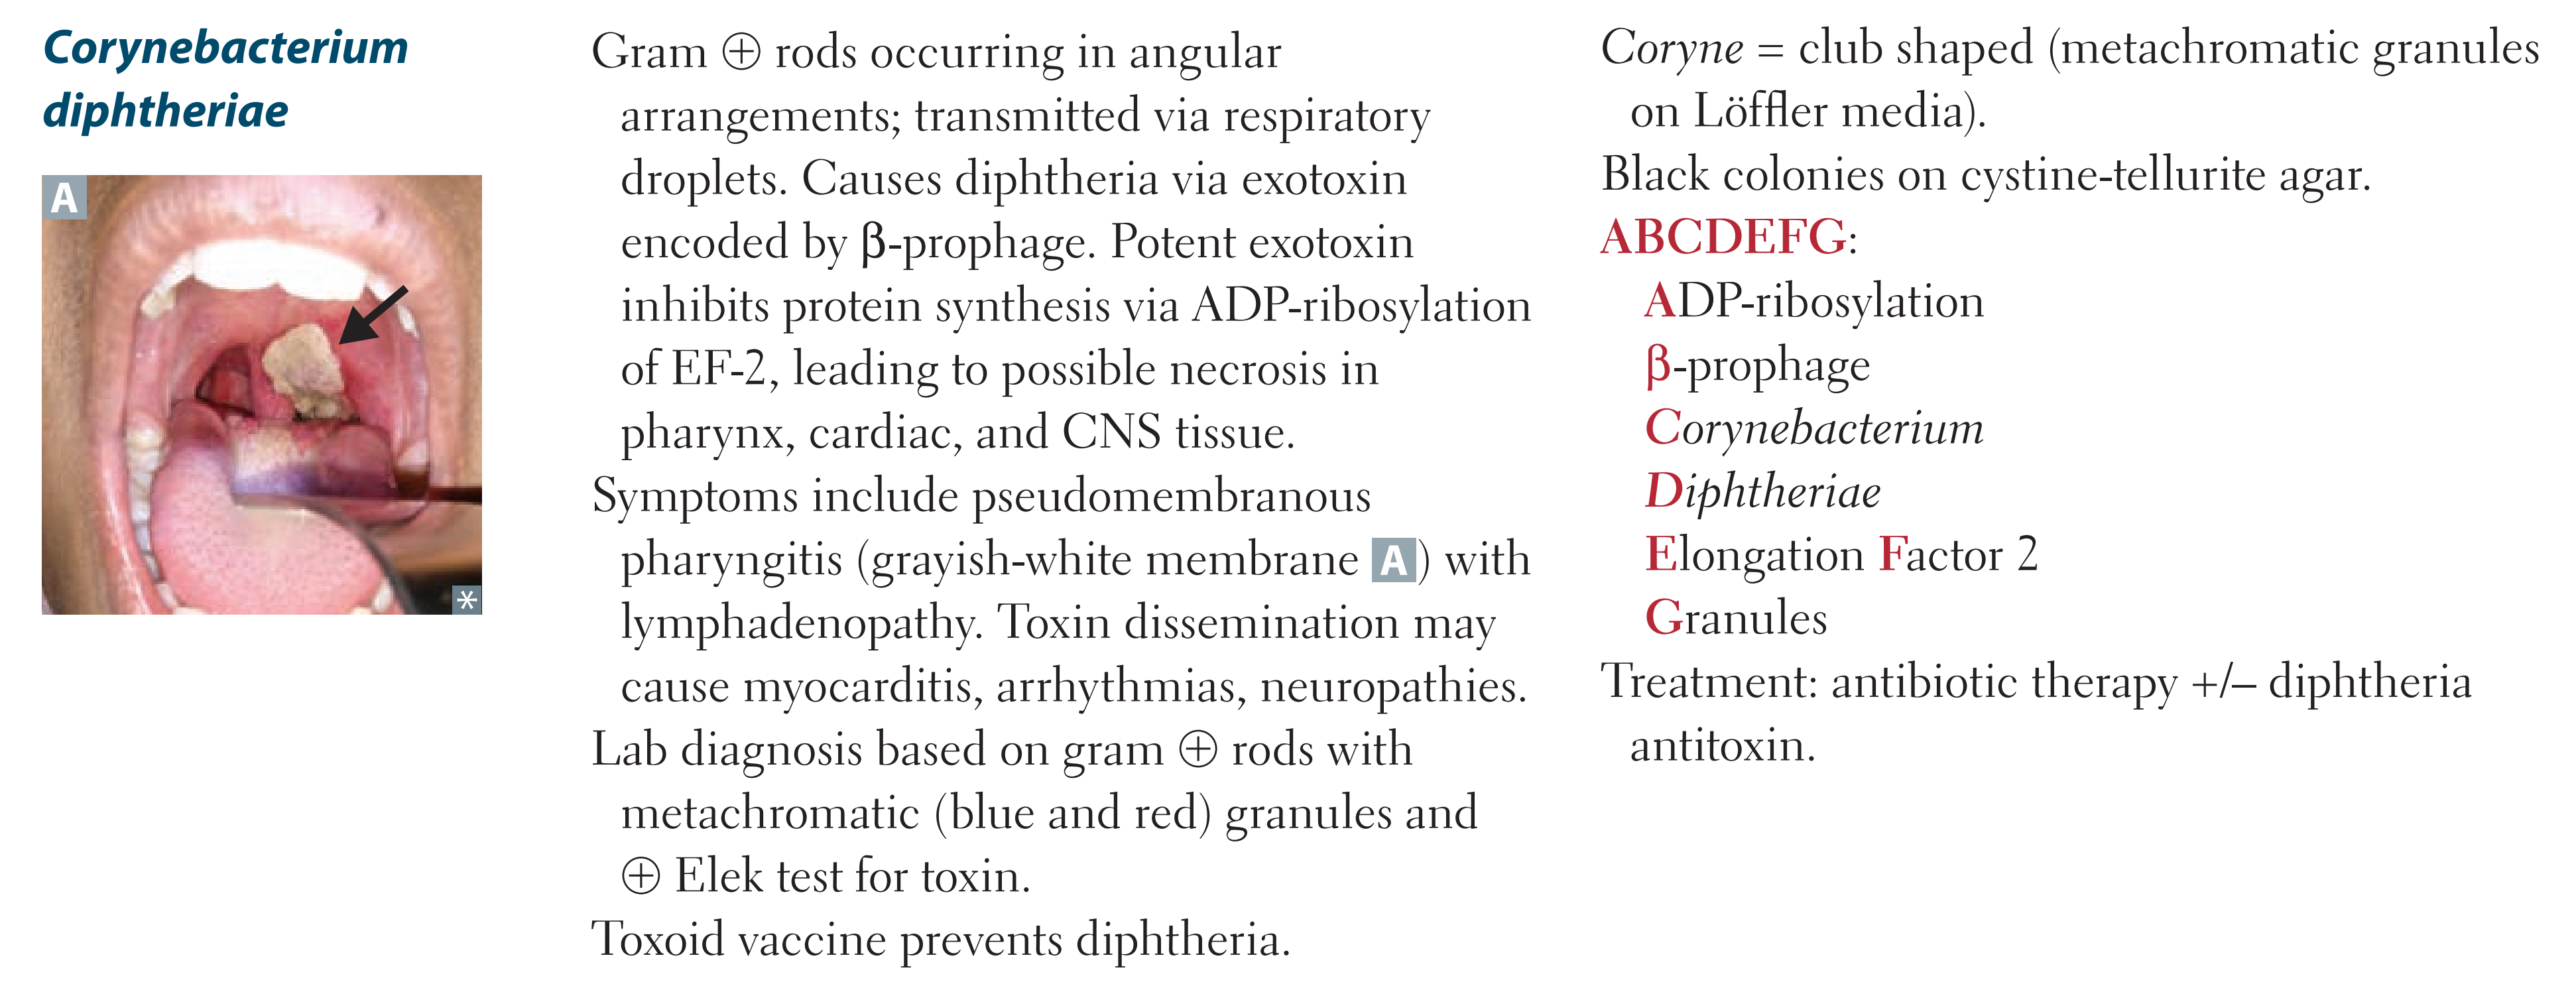 Corynebacterium
diphtheriae
A
*
Gram ⊕ rods occurring in angular
arrangements; transmitted via respiratory
droplets. Causes diphtheria via exotoxin
encoded by β-prophage. Potent exotoxin
inhibits protein synthesis via ADP-ribosylation
of EF-2, leading to possible necrosis in
pharynx, cardiac, and CNS tissue.
Symptoms include pseudomembranous
pharyngitis (grayish-white membrane A) with
lymphadenopathy. Toxin dissemination may
cause myocarditis, arrhythmias, neuropathies.
Lab diagnosis based on gram ⊕ rods with
metachromatic (blue and red) granules and
⊕ Elek test for toxin.
Toxoid vaccine prevents diphtheria.
Coryne = club shaped (metachromatic granules
on Löffler media).
Black colonies on cystine-tellurite agar.
ABCDEFG:
ADP-ribosylation
β-prophage
Corynebacterium
Diphtheriae
Elongation Factor 2
Granules
Treatment: antibiotic therapy +/– diphtheria
antitoxin.